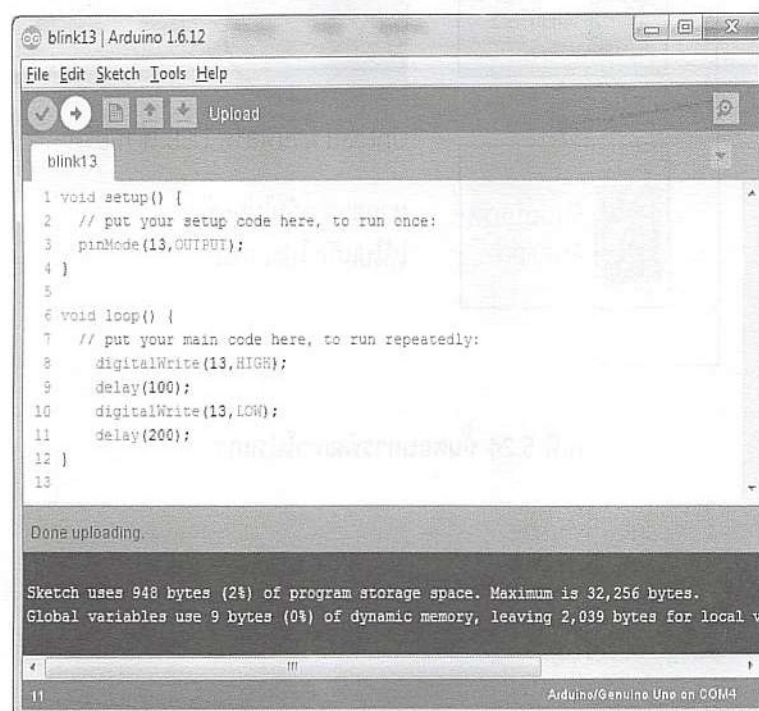 blink13 | Arduino 1.6.12
File Edit Sketch Tools Help
Upload
blink13
1 void setup() {
2 // put your setup code here, to run once:
3 pinMode(13,OUTPUT);
4 }
5
6 void loop() {
7 // put your main code here, to run repeatedly:
8 digitalWrite(13,HIGH);
9 delay(100);
10 digitalWrite(13,LOW);
11 delay(200);
12 }
13
Done uploading.
Sketch uses 948 bytes (2%) of program storage space. Maximum is 32,256 bytes.
Global variables use 9 bytes (0%) of dynamic memory, leaving 2,039 bytes for local v
11 Arduino/Genuino Uno on COM4